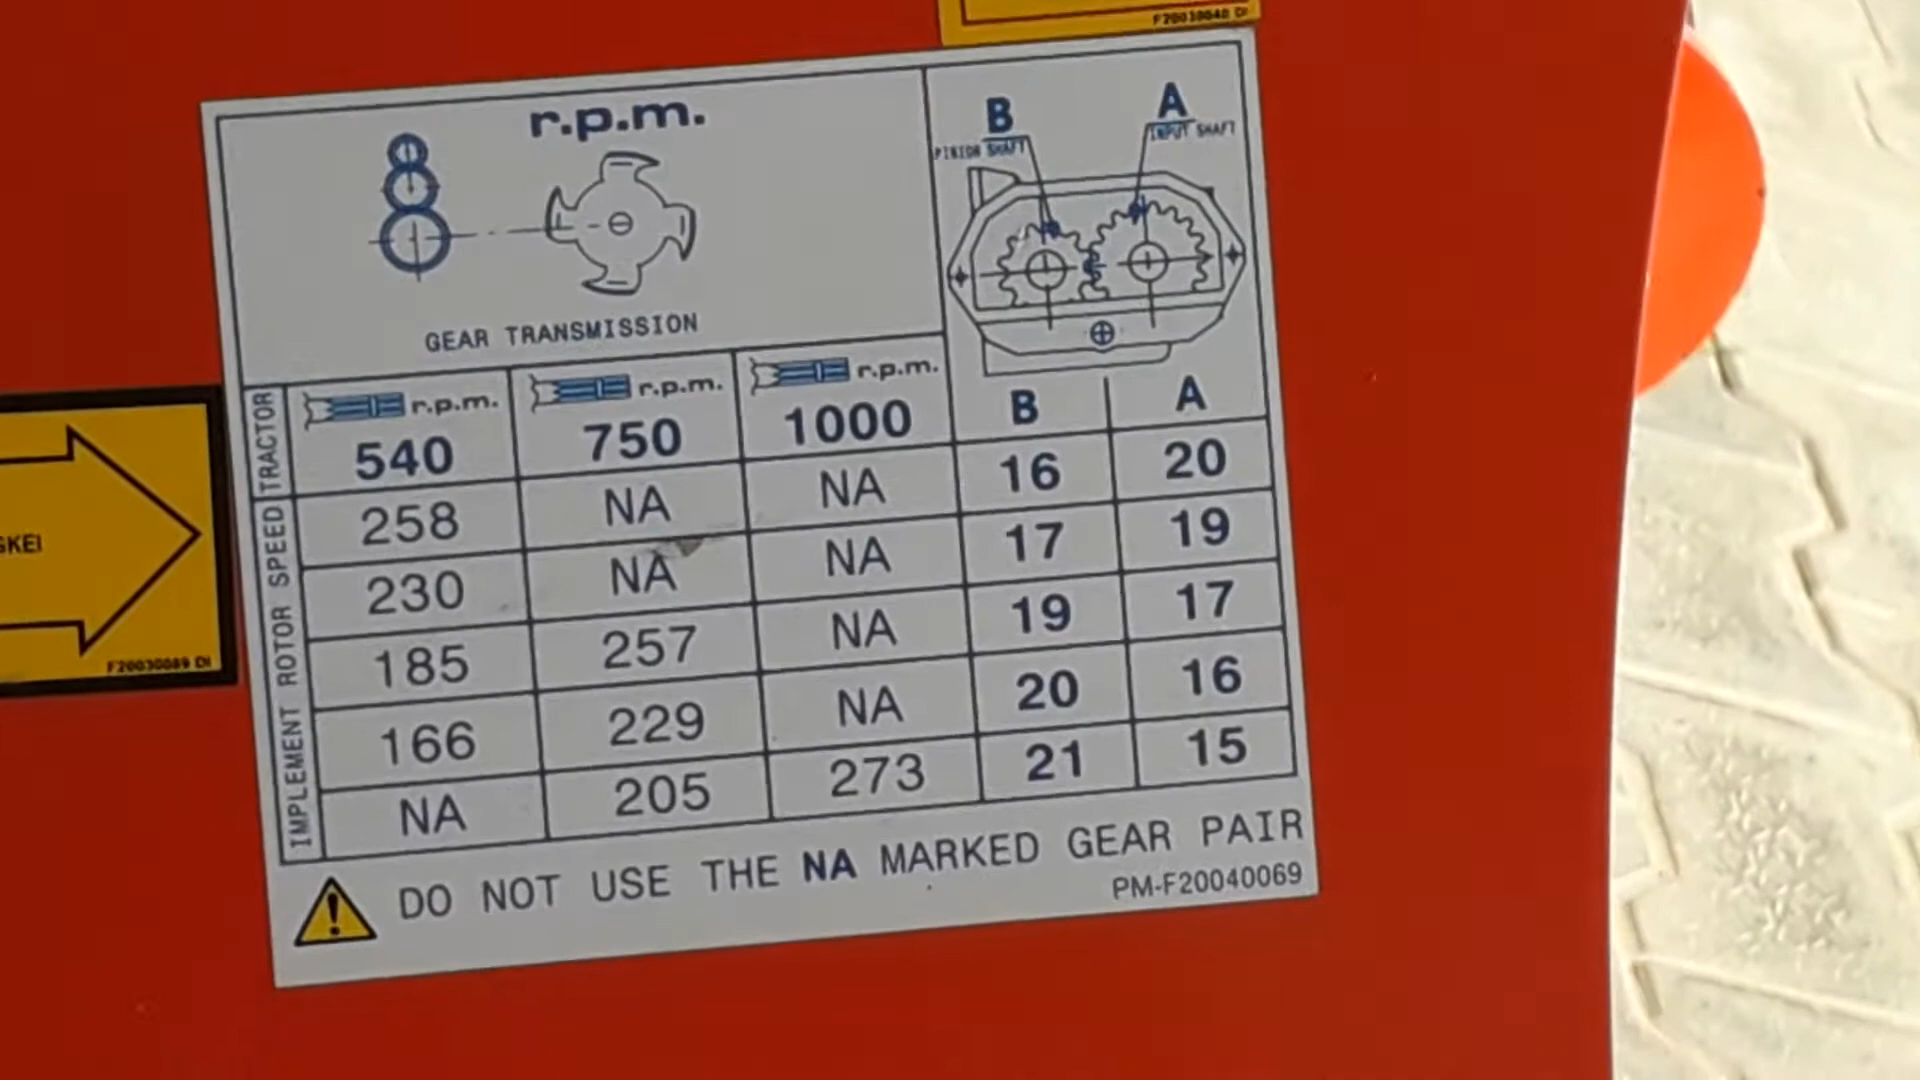 F20030040 DI
r.p.m.
B
A
PINION SHAFT
INPUT SHAFT
GEAR TRANSMISSION
TRACTOR
r.p.m. r.p.m. r.p.m.
540 750 1000 B A
IMPLEMENT ROTOR SPEED
258 NA NA 16 20
230 NA NA 17 19
185 257 NA 19 17
166 229 NA 20 16
NA 205 273 21 15
DO NOT USE THE NA MARKED GEAR PAIR
PM-F20040069
F20030089 DI